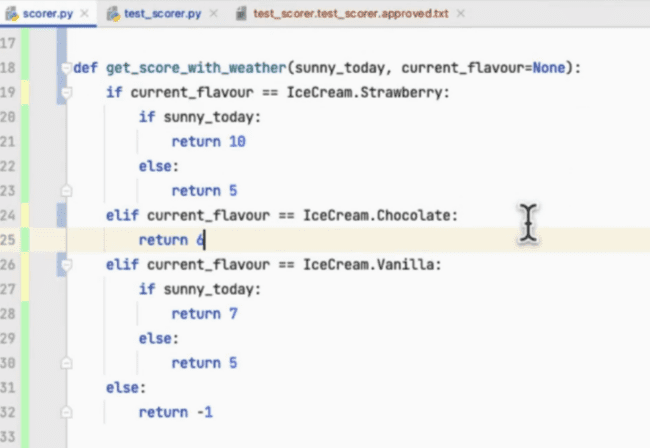 scorer.py test_scorer.py test_scorer.test_scorer.approved.txt
17
18 def get_score_with_weather(sunny_today, current_flavour=None):
19 if current_flavour == IceCream.Strawberry:
20 if sunny_today:
21 return 10
22 else:
23 return 5
24 elif current_flavour == IceCream.Chocolate:
25 return 6
26 elif current_flavour == IceCream.Vanilla:
27 if sunny_today:
28 return 7
29 else:
30 return 5
31 else:
32 return -1
33